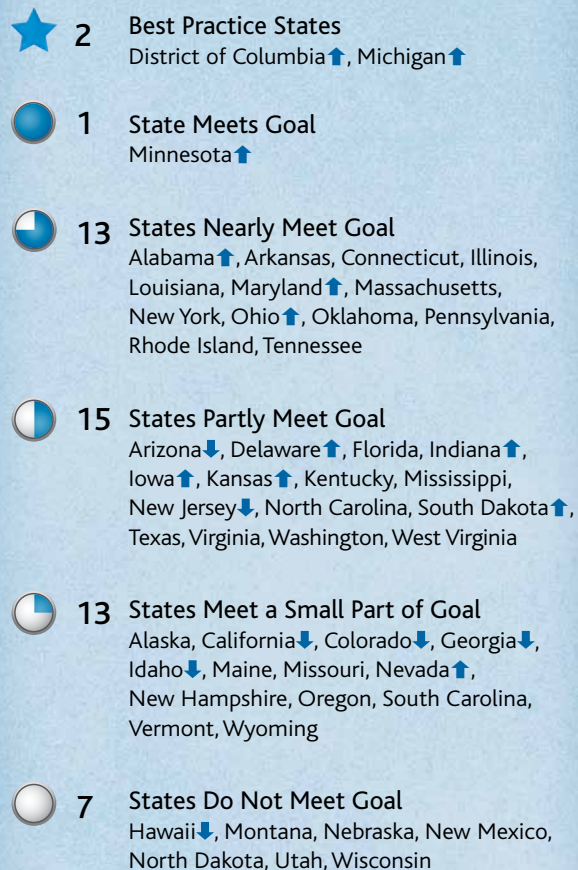 2 Best Practice States
District of Columbia⬆, Michigan⬆
1 State Meets Goal
Minnesota⬆
13 States Nearly Meet Goal
Alabama⬆, Arkansas, Connecticut, Illinois,
Louisiana, Maryland⬆, Massachusetts,
New York, Ohio⬆, Oklahoma, Pennsylvania,
Rhode Island, Tennessee
15 States Partly Meet Goal
Arizona⬇, Delaware⬆, Florida, Indiana⬆,
Iowa⬆, Kansas⬆, Kentucky, Mississippi,
New Jersey⬇, North Carolina, South Dakota⬆,
Texas, Virginia, Washington, West Virginia
13 States Meet a Small Part of Goal
Alaska, California⬇, Colorado⬇, Georgia⬇,
Idaho⬇, Maine, Missouri, Nevada⬆,
New Hampshire, Oregon, South Carolina,
Vermont, Wyoming
7 States Do Not Meet Goal
Hawaii⬇, Montana, Nebraska, New Mexico,
North Dakota, Utah, Wisconsin